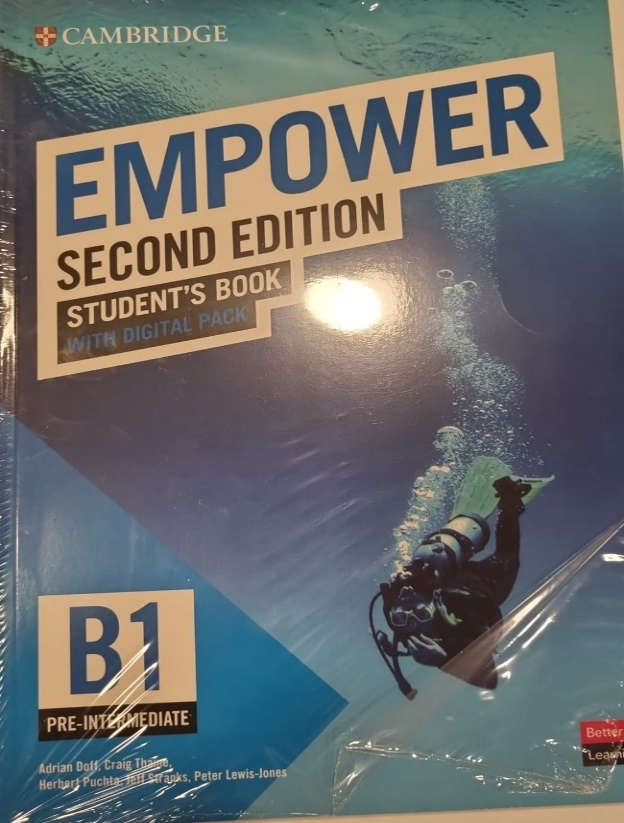 CAMBRIDGE
EMPOWER
SECOND EDITION
STUDENT'S BOOK
WITH DIGITAL PACK
B1
PRE-INTERMEDIATE
Adrian Doff, Craig Thaine,
Herbert Puchta, Jeff Stranks, Peter Lewis-Jones
Better
Learni